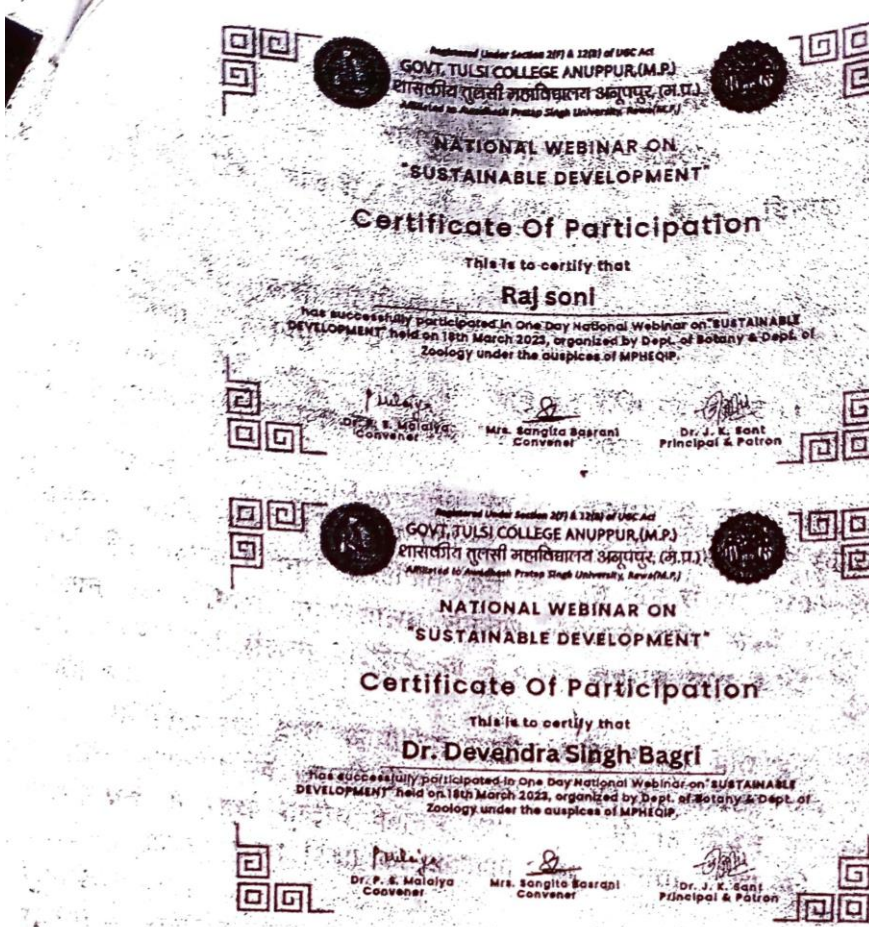 Registered Under Section 2(F) & 12(B) of UGC Act
GOVT. TULSI COLLEGE ANUPPUR,(M.P.)
शासकीय तुलसी महाविद्यालय अनूपपुर, (म.प्र.)
Affiliated to Awadhesh Pratap Singh University, Rewa(M.P.)
NATIONAL WEBINAR ON
"SUSTAINABLE DEVELOPMENT"
Certificate Of Participation
This is to certify that
Raj soni
has successfully participated in One Day National Webinar on "SUSTAINABLE
DEVELOPMENT" held on 18th March 2023, organized by Dept. of Botany & Dept. of
Zoology under the auspices of MPHEQIP.
Dr. P. S. Malaiya Mrs. Sangita Basrani Dr. J. K. Sant
Convener Convener Principal & Patron
Registered Under Section 2(F) & 12(B) of UGC Act
GOVT. TULSI COLLEGE ANUPPUR,(M.P.)
शासकीय तुलसी महाविद्यालय अनूपपुर, (म.प्र.)
Affiliated to Awadhesh Pratap Singh University, Rewa(M.P.)
NATIONAL WEBINAR ON
"SUSTAINABLE DEVELOPMENT"
Certificate Of Participation
This is to certify that
Dr. Devendra Singh Bagri
has successfully participated in One Day National Webinar on "SUSTAINABLE
DEVELOPMENT" held on 18th March 2023, organized by Dept. of Botany & Dept. of
Zoology under the auspices of MPHEQIP.
Dr. P. S. Malaiya Mrs. Sangita Basrani Dr. J. K. Sant
Convener Convener Principal & Patron